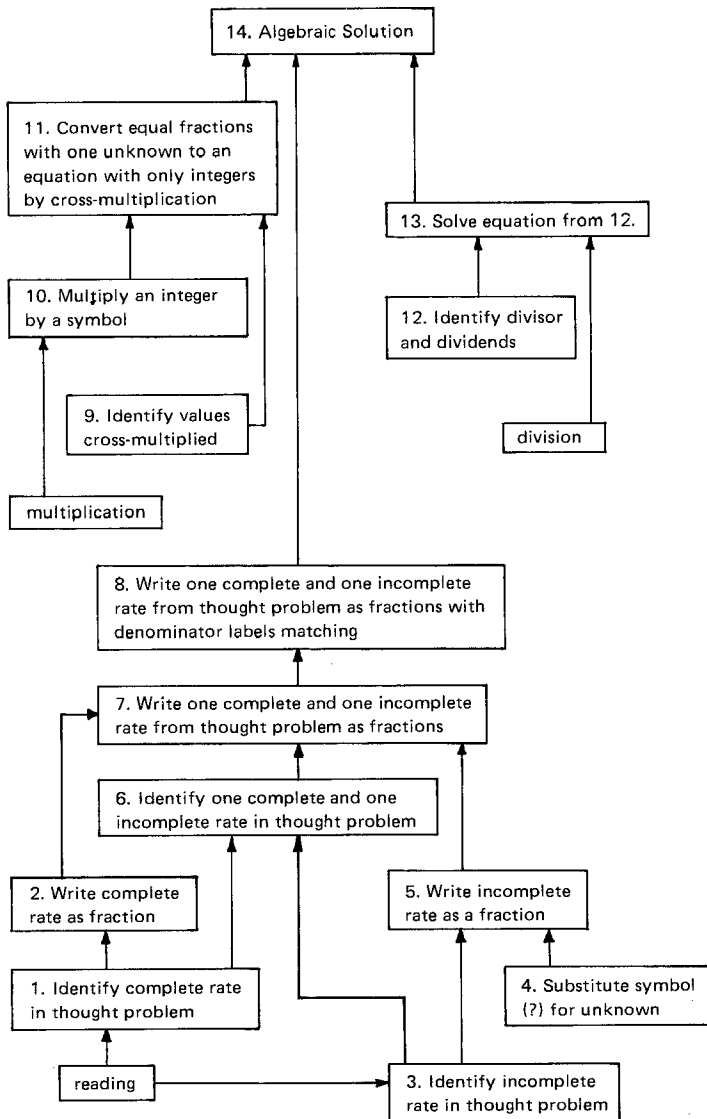 14. Algebraic Solution
11. Convert equal fractions
with one unknown to an
equation with only integers
by cross-multiplication
13. Solve equation from 12.
10. Multiply an integer
by a symbol
12. Identify divisor
and dividends
9. Identify values
cross-multiplied
division
multiplication
8. Write one complete and one incomplete
rate from thought problem as fractions with
denominator labels matching
7. Write one complete and one incomplete
rate from thought problem as fractions
6. Identify one complete and one
incomplete rate in thought problem
2. Write complete
rate as fraction
5. Write incomplete
rate as a fraction
1. Identify complete rate
in thought problem
4. Substitute symbol
(?) for unknown
reading
3. Identify incomplete
rate in thought problem